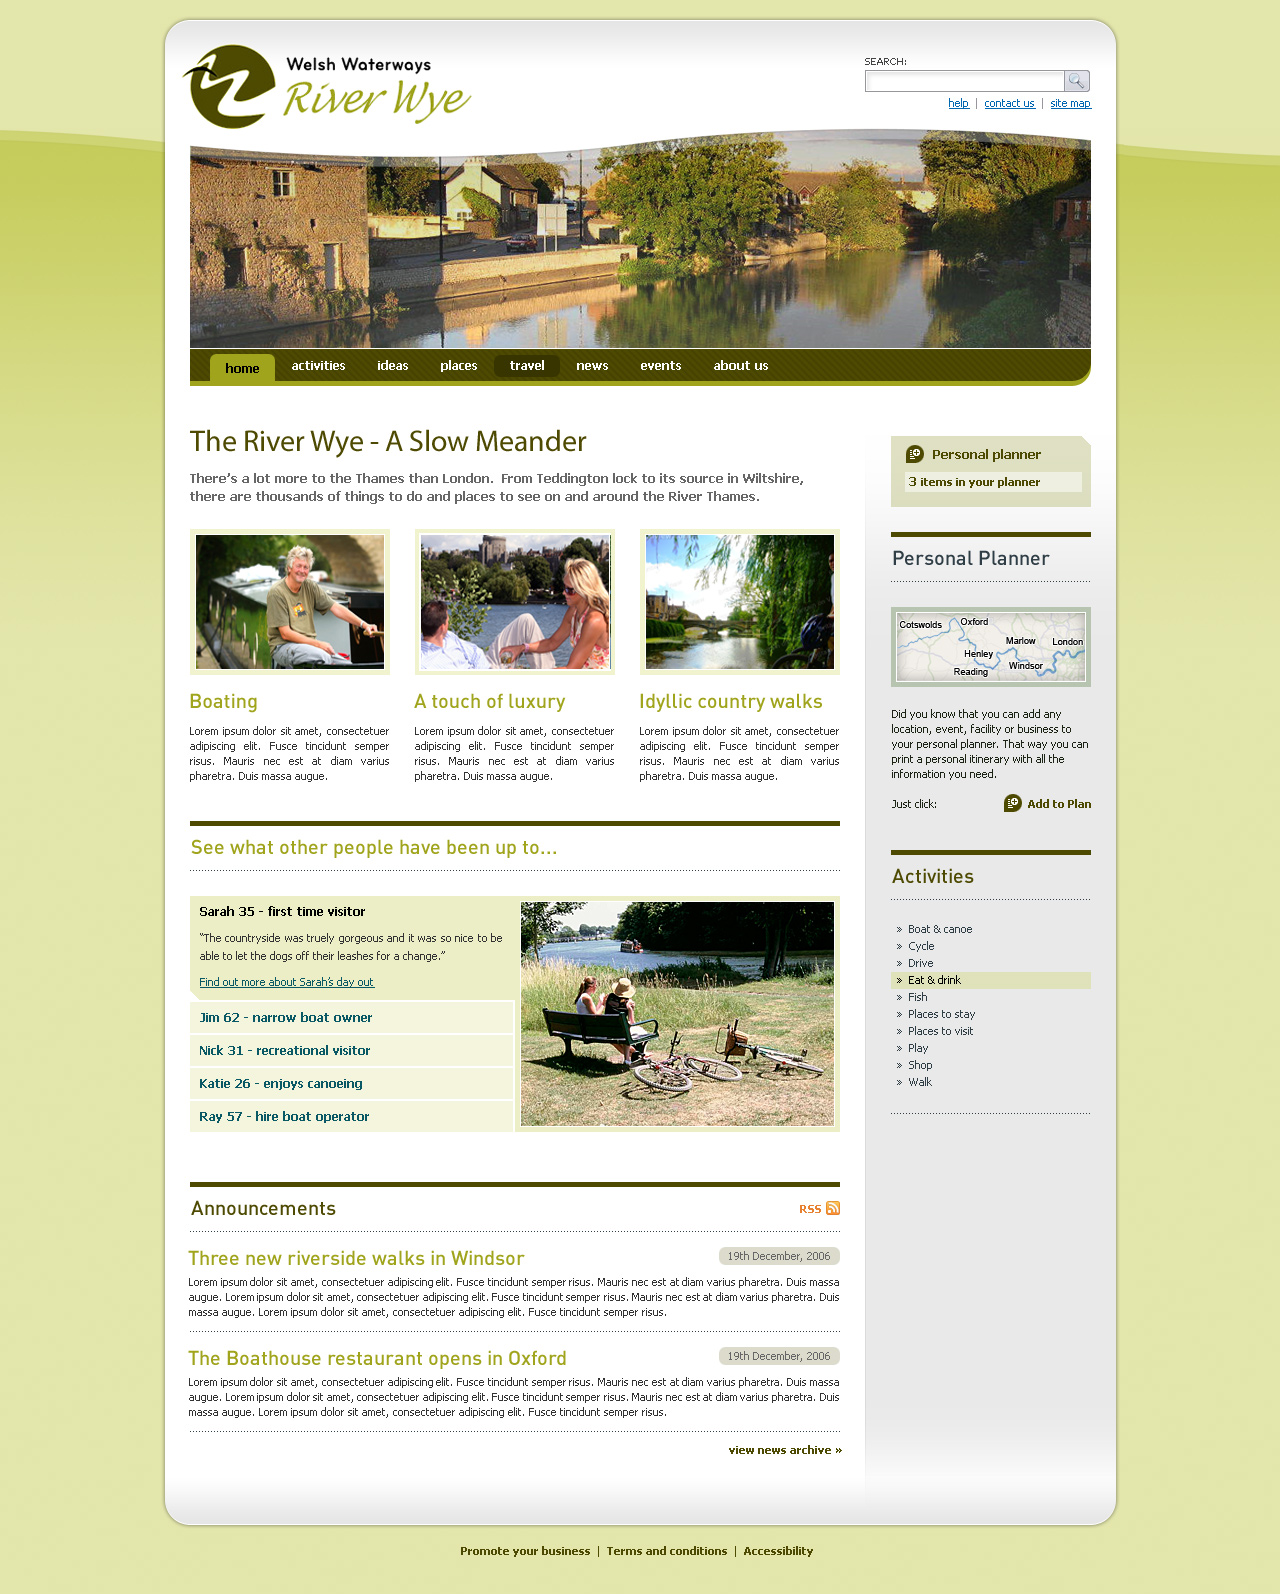 Welsh Waterways
River Wye
SEARCH:
help | contact us | site map
home activities ideas places travel news events about us
The River Wye - A Slow Meander
There's a lot more to the Thames than London. From Teddington lock to its source in Wiltshire,
there are thousands of things to do and places to see on and around the River Thames.
Boating
Lorem ipsum dolor sit amet, consectetuer
adipiscing elit. Fusce tincidunt semper
risus. Mauris nec est at diam varius
pharetra. Duis massa augue.
A touch of luxury
Lorem ipsum dolor sit amet, consectetuer
adipiscing elit. Fusce tincidunt semper
risus. Mauris nec est at diam varius
pharetra. Duis massa augue.
Idyllic country walks
Lorem ipsum dolor sit amet, consectetuer
adipiscing elit. Fusce tincidunt semper
risus. Mauris nec est at diam varius
pharetra. Duis massa augue.
See what other people have been up to...
Sarah 35 - first time visitor
"The countryside was truely gorgeous and it was so nice to be
able to let the dogs off their leashes for a change."
Find out more about Sarah's day out
Jim 62 - narrow boat owner
Nick 31 - recreational visitor
Katie 26 - enjoys canoeing
Ray 57 - hire boat operator
Announcements
RSS
Three new riverside walks in Windsor
19th December, 2006
Lorem ipsum dolor sit amet, consectetuer adipiscing elit. Fusce tincidunt semper risus. Mauris nec est at diam varius pharetra. Duis massa
augue. Lorem ipsum dolor sit amet, consectetuer adipiscing elit. Fusce tincidunt semper risus. Mauris nec est at diam varius pharetra. Duis
massa augue. Lorem ipsum dolor sit amet, consectetuer adipiscing elit. Fusce tincidunt semper risus.
The Boathouse restaurant opens in Oxford
19th December, 2006
Lorem ipsum dolor sit amet, consectetuer adipiscing elit. Fusce tincidunt semper risus. Mauris nec est at diam varius pharetra. Duis massa
augue. Lorem ipsum dolor sit amet, consectetuer adipiscing elit. Fusce tincidunt semper risus. Mauris nec est at diam varius pharetra. Duis
massa augue. Lorem ipsum dolor sit amet, consectetuer adipiscing elit. Fusce tincidunt semper risus.
view news archive »
Personal planner
3 items in your planner
Personal Planner
Cotswolds
Oxford
Marlow
London
Henley
Windsor
Reading
Did you know that you can add any
location, event, facility or business to
your personal planner. That way you can
print a personal itinerary with all the
information you need.
Just click: Add to Plan
Activities
» Boat & canoe
» Cycle
» Drive
» Eat & drink
» Fish
» Places to stay
» Places to visit
» Play
» Shop
» Walk
Promote your business | Terms and conditions | Accessibility